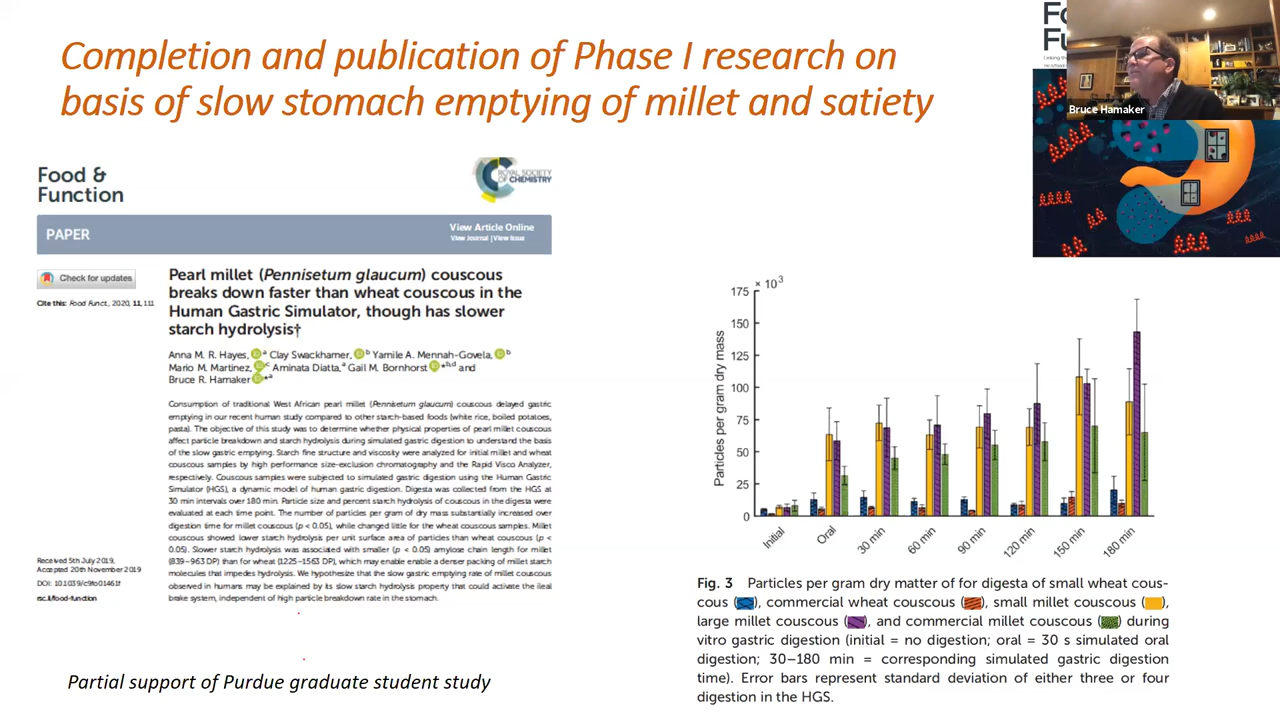 Completion and publication of Phase I research on
basis of slow stomach emptying of millet and satiety
Bruce Hamaker
Food &
Function
ROYAL SOCIETY
OF CHEMISTRY
PAPER
View Article Online
View Journal | View Issue
Check for updates
Cite this: Food Funct., 2020, 11, 111
Pearl millet (Pennisetum glaucum) couscous
breaks down faster than wheat couscous in the
Human Gastric Simulator, though has slower
starch hydrolysis†
Anna M. R. Hayes, a Clay Swackhamer, b Yamile A. Mennah-Govela, b
Mario M. Martinez, c Aminata Diatta,a Gail M. Bornhorst *b,d and
Bruce R. Hamaker *a
Consumption of traditional West African pearl millet (Pennisetum glaucum) couscous delayed gastric
emptying in our recent human study compared to other starch-based foods (white rice, boiled potatoes,
pasta). The objective of this study was to determine whether physical properties of pearl millet couscous
affect particle breakdown and starch hydrolysis during simulated gastric digestion to understand the basis
of the slow gastric emptying. Starch fine structure and viscosity were analyzed for initial millet and wheat
couscous samples by high performance size-exclusion chromatography and the Rapid Visco Analyzer,
respectively. Couscous samples were subjected to simulated gastric digestion using the Human Gastric
Simulator (HGS), a dynamic model of human gastric digestion. Digesta was collected from the HGS at
30 min intervals over 180 min. Particle size and percent starch hydrolysis of couscous in the digesta were
evaluated at each time point. The number of particles per gram of dry mass substantially increased over
digestion time for millet couscous (p < 0.05), while changed little for the wheat couscous samples. Millet
couscous showed lower starch hydrolysis per unit surface area of particles than wheat couscous (p <
0.05). Slower starch hydrolysis was associated with smaller (p < 0.05) amylose chain length for millet
(839–963 DP) than for wheat (1225–1563 DP), which may enable enable a denser packing of millet starch
molecules that impedes hydrolysis. We hypothesize that the slow gastric emptying rate of millet couscous
observed in humans may be explained by its slow starch hydrolysis property that could activate the ileal
brake system, independent of high particle breakdown rate in the stomach.
Received 5th July 2019,
Accepted 20th November 2019
DOI: 10.1039/c9fo01461f
rsc.li/food-function
Partial support of Purdue graduate student study
× 10³
175
150
125
100
75
50
25
0
Particles per gram dry mass
Initial
Oral
30 min
60 min
90 min
120 min
150 min
180 min
Fig. 3 Particles per gram dry matter of for digesta of small wheat cous-
cous ( ), commercial wheat couscous ( ), small millet couscous ( ),
large millet couscous ( ), and commercial millet couscous ( ) during
vitro gastric digestion (initial = no digestion; oral = 30 s simulated oral
digestion; 30–180 min = corresponding simulated gastric digestion
time). Error bars represent standard deviation of either three or four
digestion in the HGS.